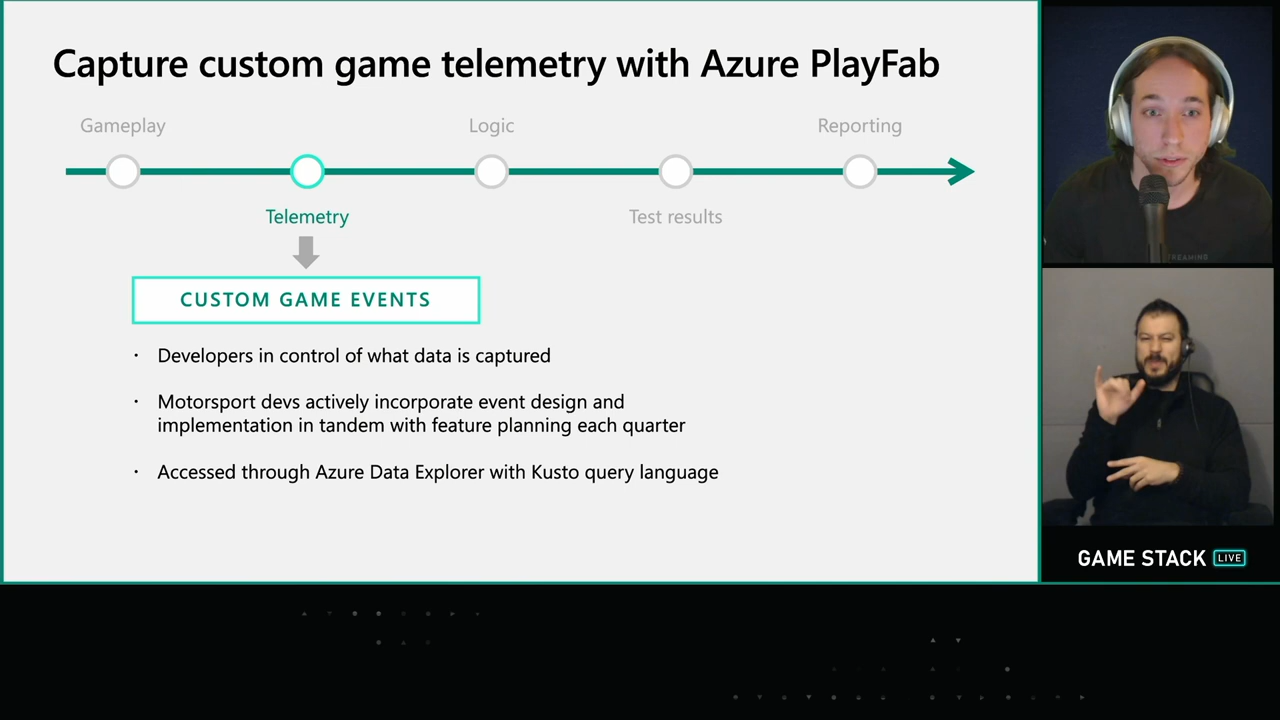 Capture custom game telemetry with Azure PlayFab
Gameplay
Logic
Reporting
Telemetry
Test results
CUSTOM GAME EVENTS
· Developers in control of what data is captured
· Motorsport devs actively incorporate event design and
implementation in tandem with feature planning each quarter
· Accessed through Azure Data Explorer with Kusto query language
GAME STACK LIVE